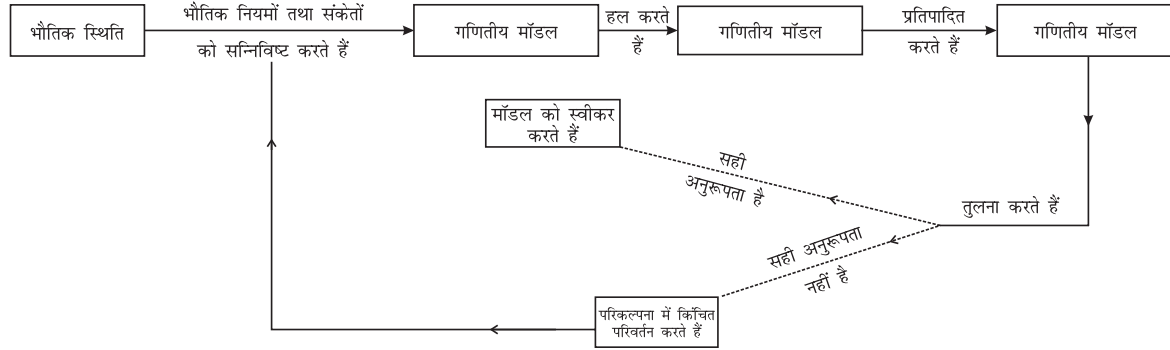 भौतिक स्थिति
भौतिक नियमों तथा संकेतों
को सन्निविष्ट करते हैं
गणितीय मॉडल
हल करते
हैं
गणितीय मॉडल
प्रतिपादित
करते हैं
गणितीय मॉडल
मॉडल को स्वीकर
करते हैं
सही
अनुरूपता है
तुलना करते हैं
सही अनुरूपता
नहीं है
परिकल्पना में किंचित
परिवर्तन करते हैं